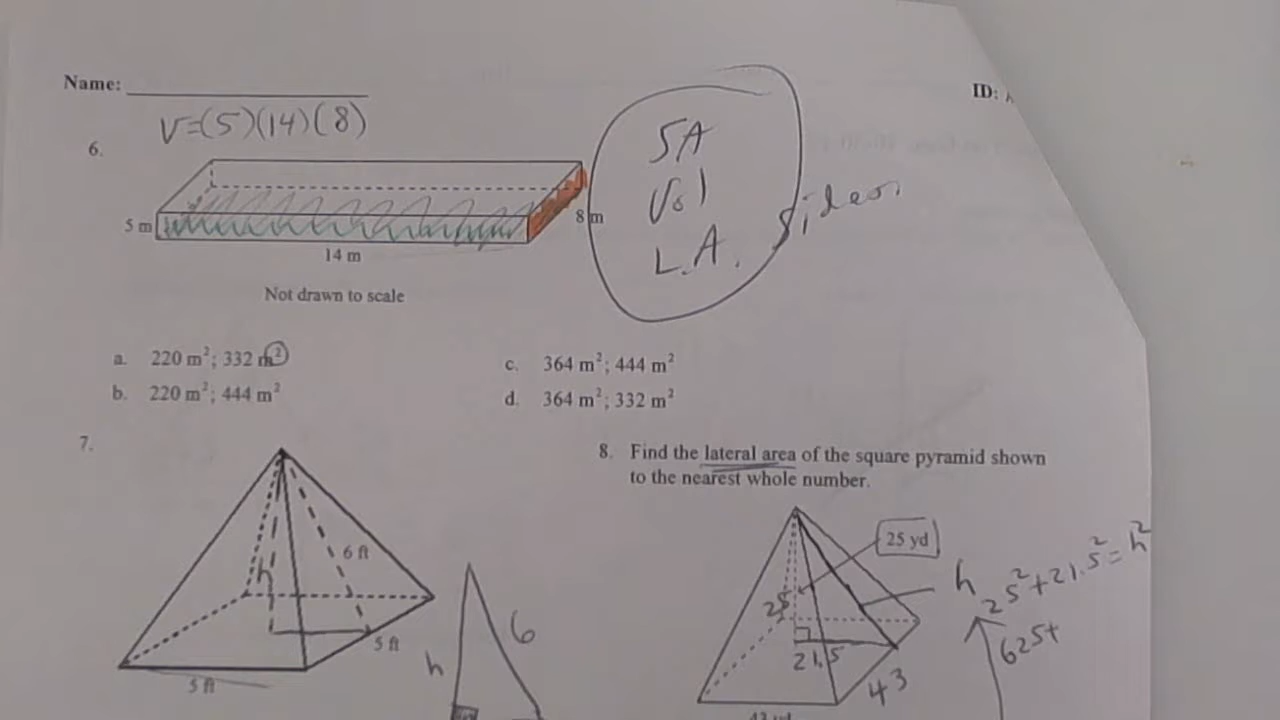 Name:
ID:
V=(5)(14)(8)
6.
5 m
14 m
8 m
SA
Vol
L.A. Sides.
Not drawn to scale
a. 220 m²; 332 m²
b. 220 m²; 444 m²
c. 364 m²; 444 m²
d. 364 m²; 332 m²
7.
6 ft
h
5 ft
5 ft
h
6
8. Find the lateral area of the square pyramid shown
to the nearest whole number.
25 yd
25
21.5
43
h
25²+21.5²=h²
625+